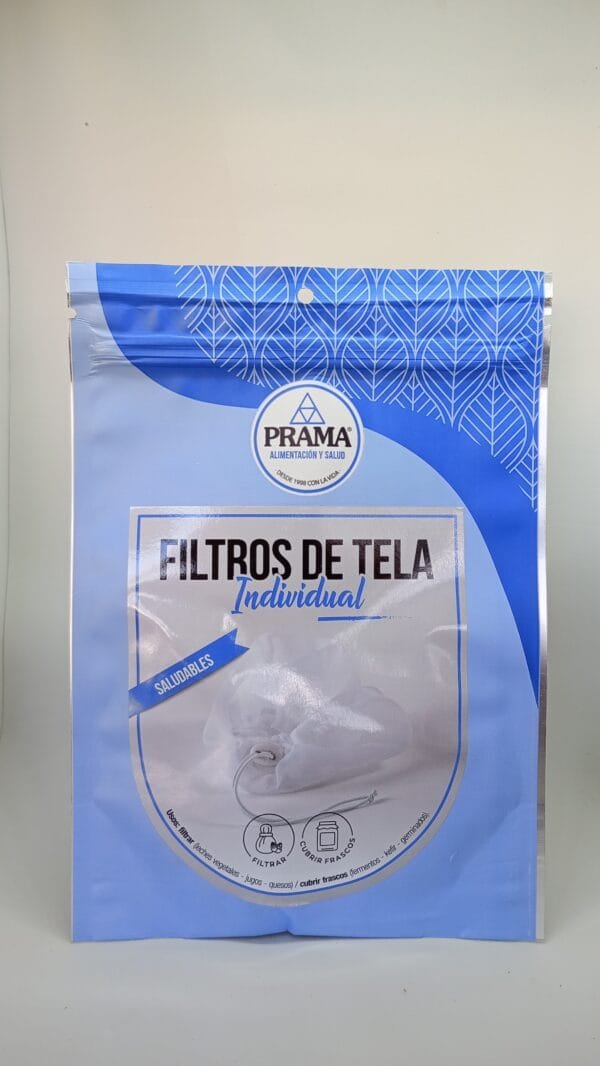 PRAMA®
ALIMENTACIÓN Y SALUD
·DESDE 1998 CON LA VIDA·
FILTROS DE TELA
Individual
SALUDABLES
FILTRAR
CUBRIR FRASCOS
Usos: filtrar (leches vegetales - jugos - quesos) / cubrir frascos (fermentos - kefir - germinados)